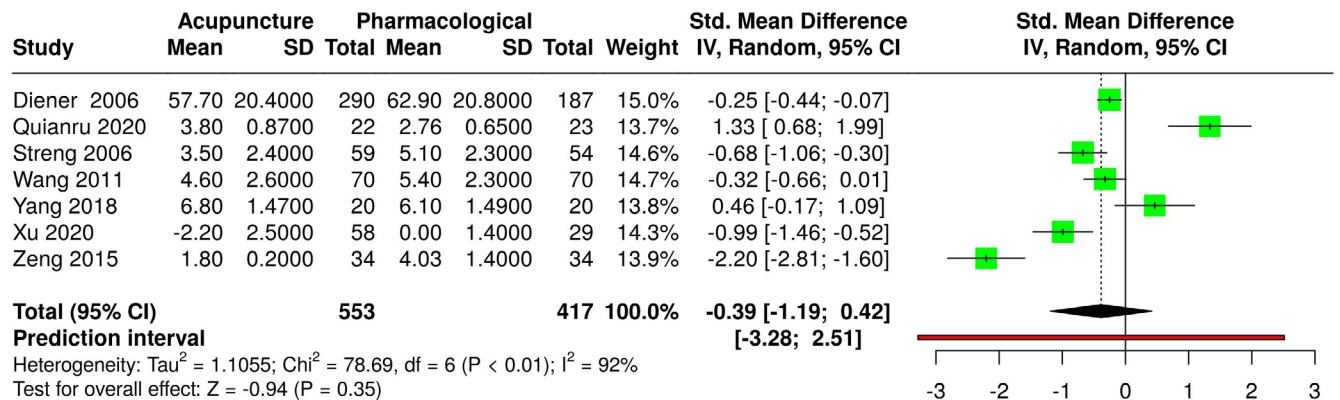 Acupuncture Pharmacological Std. Mean Difference Std. Mean Difference
Study Mean SD Total Mean SD Total Weight IV, Random, 95% CI IV, Random, 95% CI
Diener 2006 57.70 20.4000 290 62.90 20.8000 187 15.0% -0.25 [-0.44; -0.07]
Quianru 2020 3.80 0.8700 22 2.76 0.6500 23 13.7% 1.33 [ 0.68; 1.99]
Streng 2006 3.50 2.4000 59 5.10 2.3000 54 14.6% -0.68 [-1.06; -0.30]
Wang 2011 4.60 2.6000 70 5.40 2.3000 70 14.7% -0.32 [-0.66; 0.01]
Yang 2018 6.80 1.4700 20 6.10 1.4900 20 13.8% 0.46 [-0.17; 1.09]
Xu 2020 -2.20 2.5000 58 0.00 1.4000 29 14.3% -0.99 [-1.46; -0.52]
Zeng 2015 1.80 0.2000 34 4.03 1.4000 34 13.9% -2.20 [-2.81; -1.60]
Total (95% CI) 553 417 100.0% -0.39 [-1.19; 0.42]
Prediction interval [-3.28; 2.51]
Heterogeneity: Tau² = 1.1055; Chi² = 78.69, df = 6 (P < 0.01); I² = 92%
Test for overall effect: Z = -0.94 (P = 0.35)
-3 -2 -1 0 1 2 3